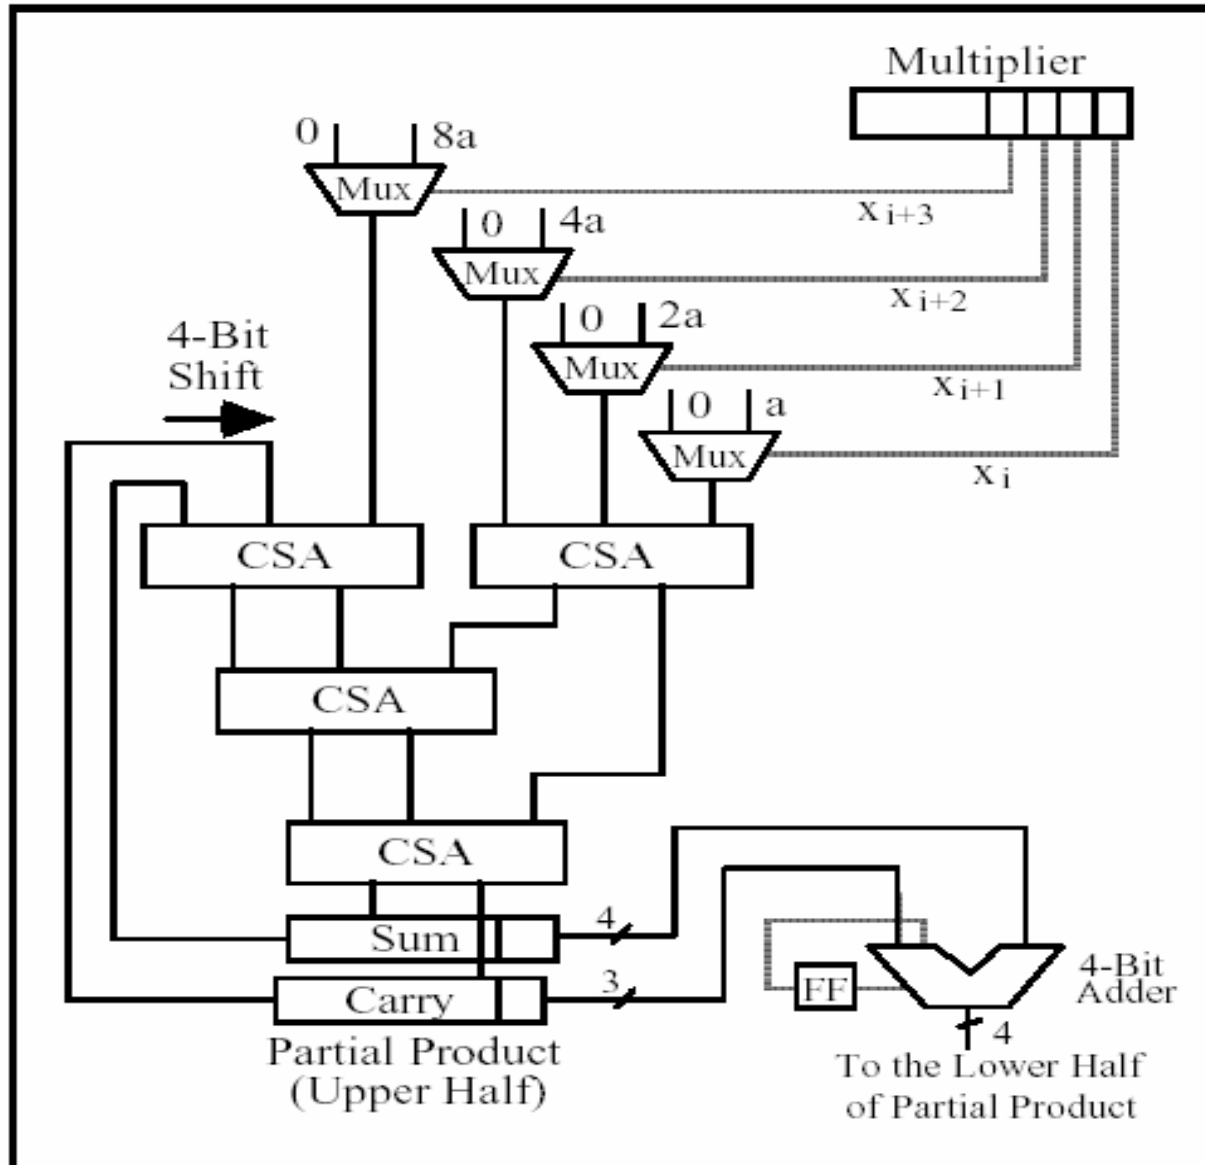 Multiplier
0 8a
Mux
x i+3
0 4a
Mux
x i+2
0 2a
Mux
x i+1
4-Bit
Shift
0 a
Mux
x i
CSA CSA
CSA
CSA
Sum 4
Carry 3
FF
4-Bit
Adder
4
Partial Product
(Upper Half)
To the Lower Half
of Partial Product